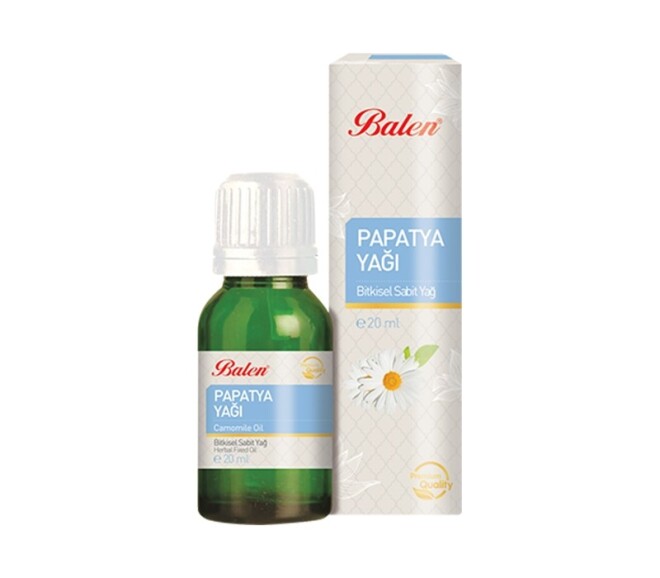 Balen®
PAPATYA
YAĞI
Bitkisel Sabit Yağ
℮ 20 ml
Premium
Quality
Balen®
PAPATYA
YAĞI
Camomile Oil
Bitkisel Sabit Yağ
Herbal Fixed Oil
℮ 20 ml